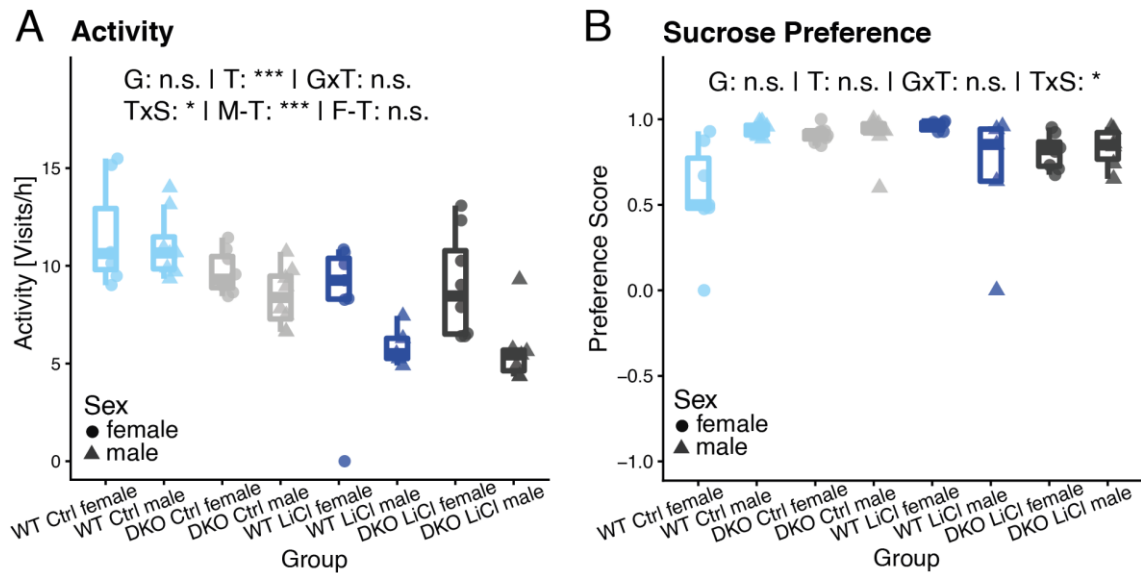 A Activity
G: n.s. | T: *** | GxT: n.s.
TxS: * | M-T: *** | F-T: n.s.
Activity [Visits/h]
15
10
5
0
Sex
female
male
WT Ctrl female
WT Ctrl male
DKO Ctrl female
DKO Ctrl male
WT LiCl female
WT LiCl male
DKO LiCl female
DKO LiCl male
Group
B Sucrose Preference
G: n.s. | T: n.s. | GxT: n.s. | TxS: *
Preference Score
1.0
0.5
0.0
−0.5
−1.0
Sex
female
male
WT Ctrl female
WT Ctrl male
DKO Ctrl female
DKO Ctrl male
WT LiCl female
WT LiCl male
DKO LiCl female
DKO LiCl male
Group